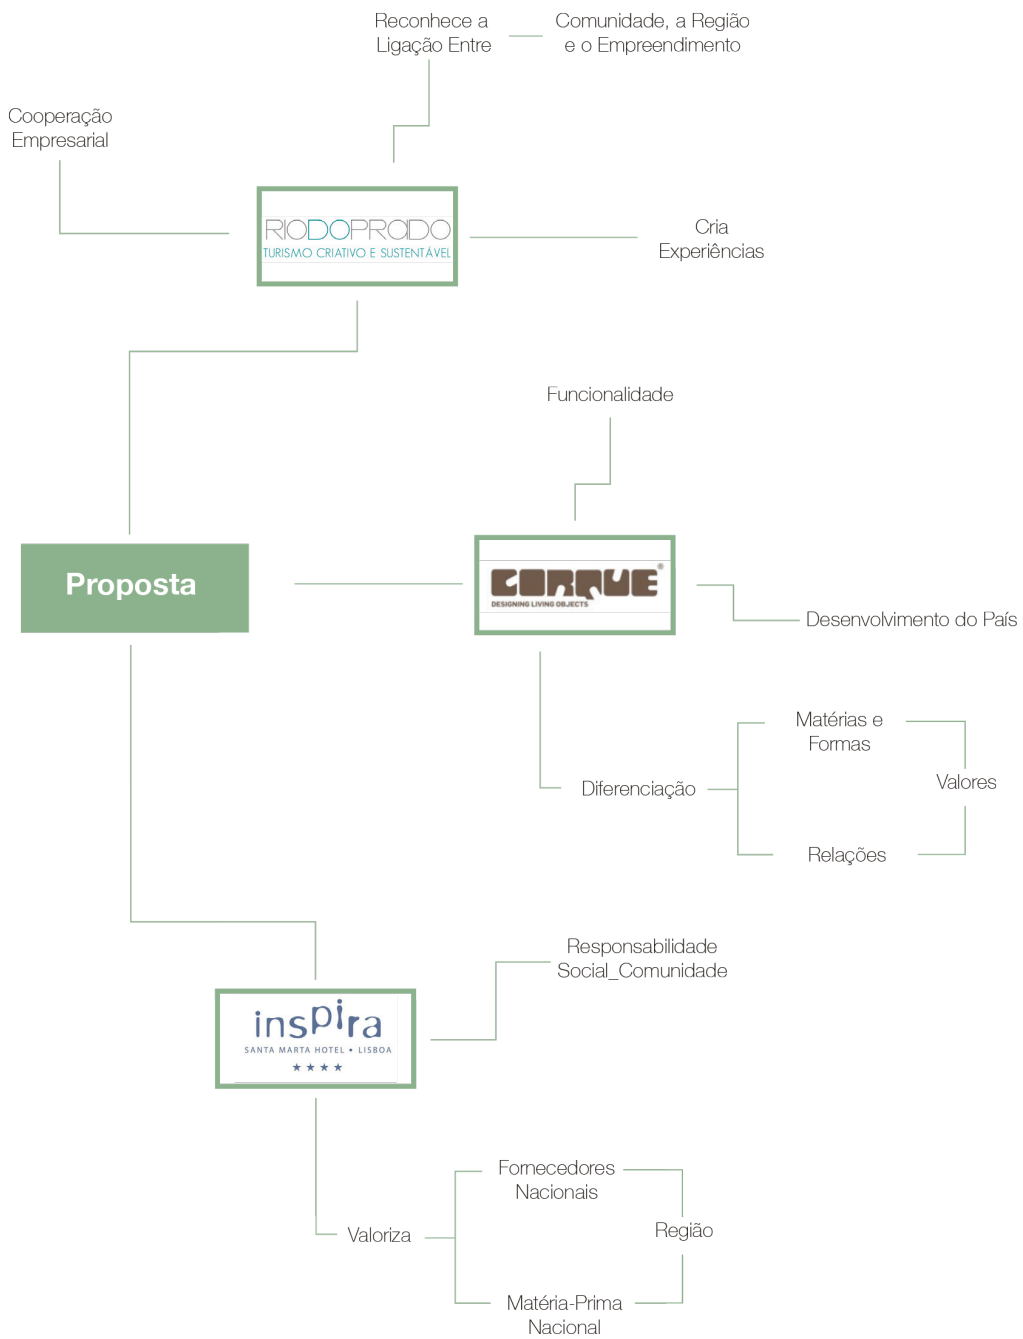 Reconhece a
Ligação Entre
Comunidade, a Região
e o Empreendimento
Cooperação
Empresarial
RIODOPRADO
TURISMO CRIATIVO E SUSTENTÁVEL
Cria
Experiências
Funcionalidade
Proposta
CORQUE®
DESIGNING LIVING OBJECTS
Desenvolvimento do País
Matérias e
Formas
Valores
Diferenciação
Relações
Responsabilidade
Social_Comunidade
inspira
SANTA MARTA HOTEL • LISBOA
★★★★
Fornecedores
Nacionais
Região
Valoriza
Matéria-Prima
Nacional